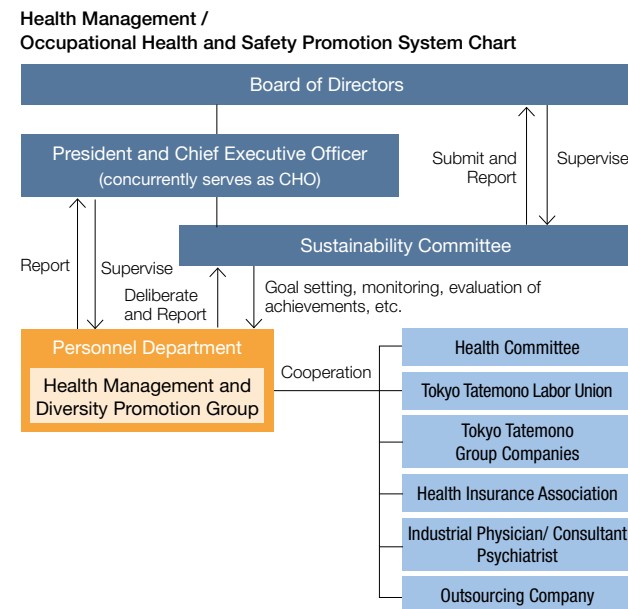 Health Management /
Occupational Health and Safety Promotion System Chart
Board of Directors
President and Chief Executive Officer
(concurrently serves as CHO)
Submit and
Report
Supervise
Sustainability Committee
Report
Supervise
Deliberate
and Report
Goal setting, monitoring, evaluation of
achievements, etc.
Personnel Department
Health Management and
Diversity Promotion Group
Cooperation
Health Committee
Tokyo Tatemono Labor Union
Tokyo Tatemono
Group Companies
Health Insurance Association
Industrial Physician/ Consultant
Psychiatrist
Outsourcing Company